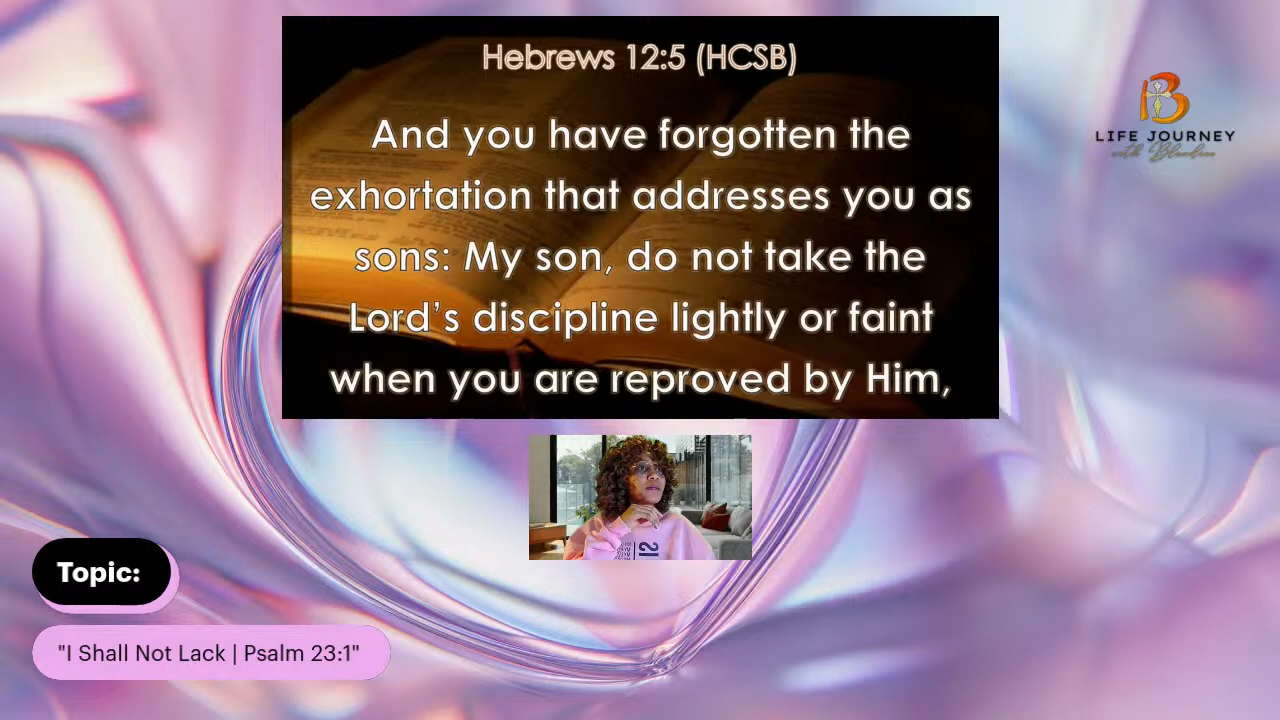 Hebrews 12:5 (HCSB)
And you have forgotten the
exhortation that addresses you as
sons: My son, do not take the
Lord’s discipline lightly or faint
when you are reproved by Him,
B
LIFE JOURNEY
Topic:
"I Shall Not Lack | Psalm 23:1"